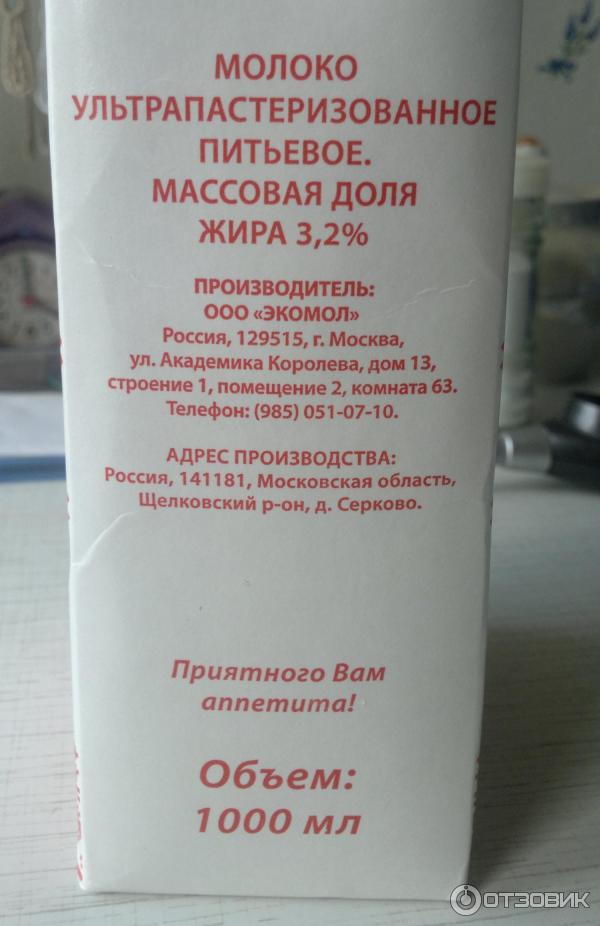 МОЛОКО
УЛЬТРАПАСТЕРИЗОВАННОЕ
ПИТЬЕВОЕ.
МАССОВАЯ ДОЛЯ
ЖИРА 3,2%
ПРОИЗВОДИТЕЛЬ:
ООО «ЭКОМОЛ»
Россия, 129515, г. Москва,
ул. Академика Королева, дом 13,
строение 1, помещение 2, комната 63.
Телефон: (985) 051-07-10.
АДРЕС ПРОИЗВОДСТВА:
Россия, 141181, Московская область,
Щелковский р-он, д. Серково.
Приятного Вам
аппетита!
Объем:
1000 мл
ОТЗОВИК